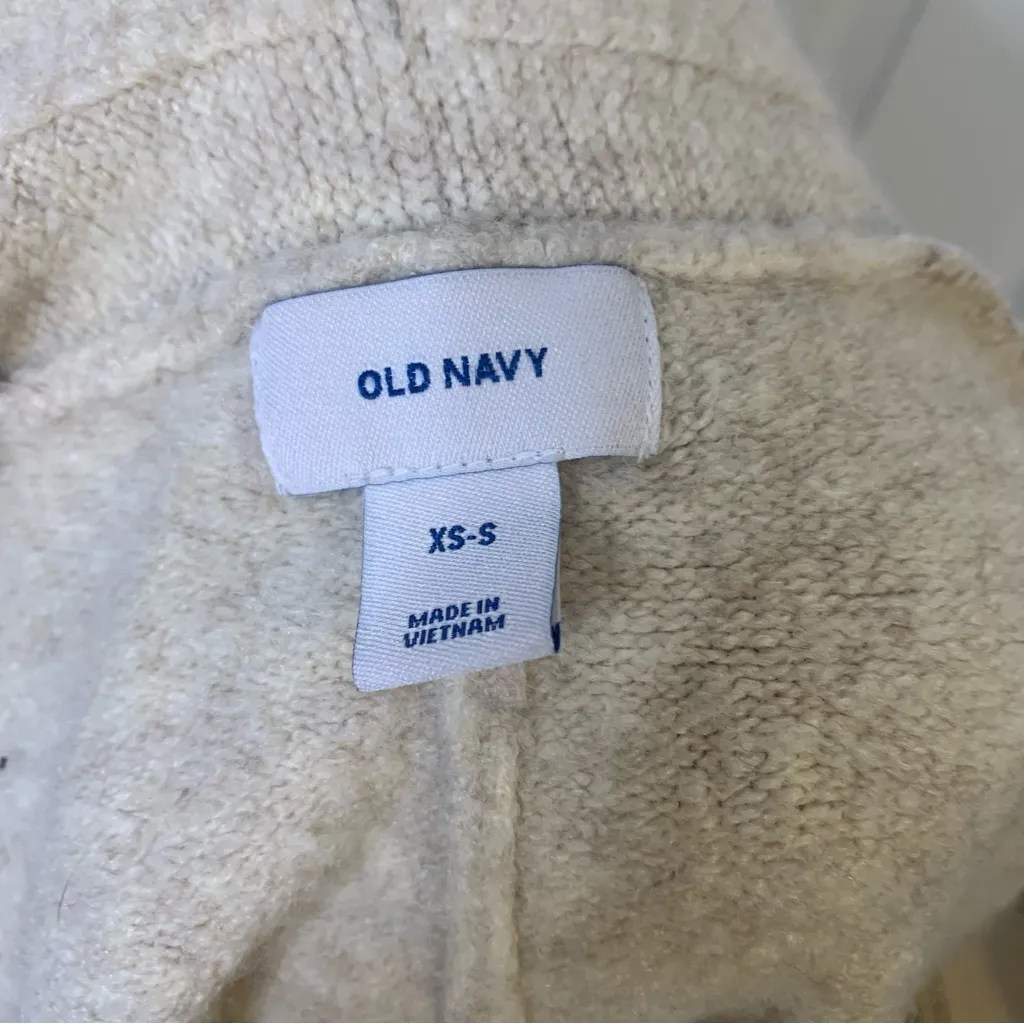 OLD NAVY
XS-S
MADE IN
VIETNAM